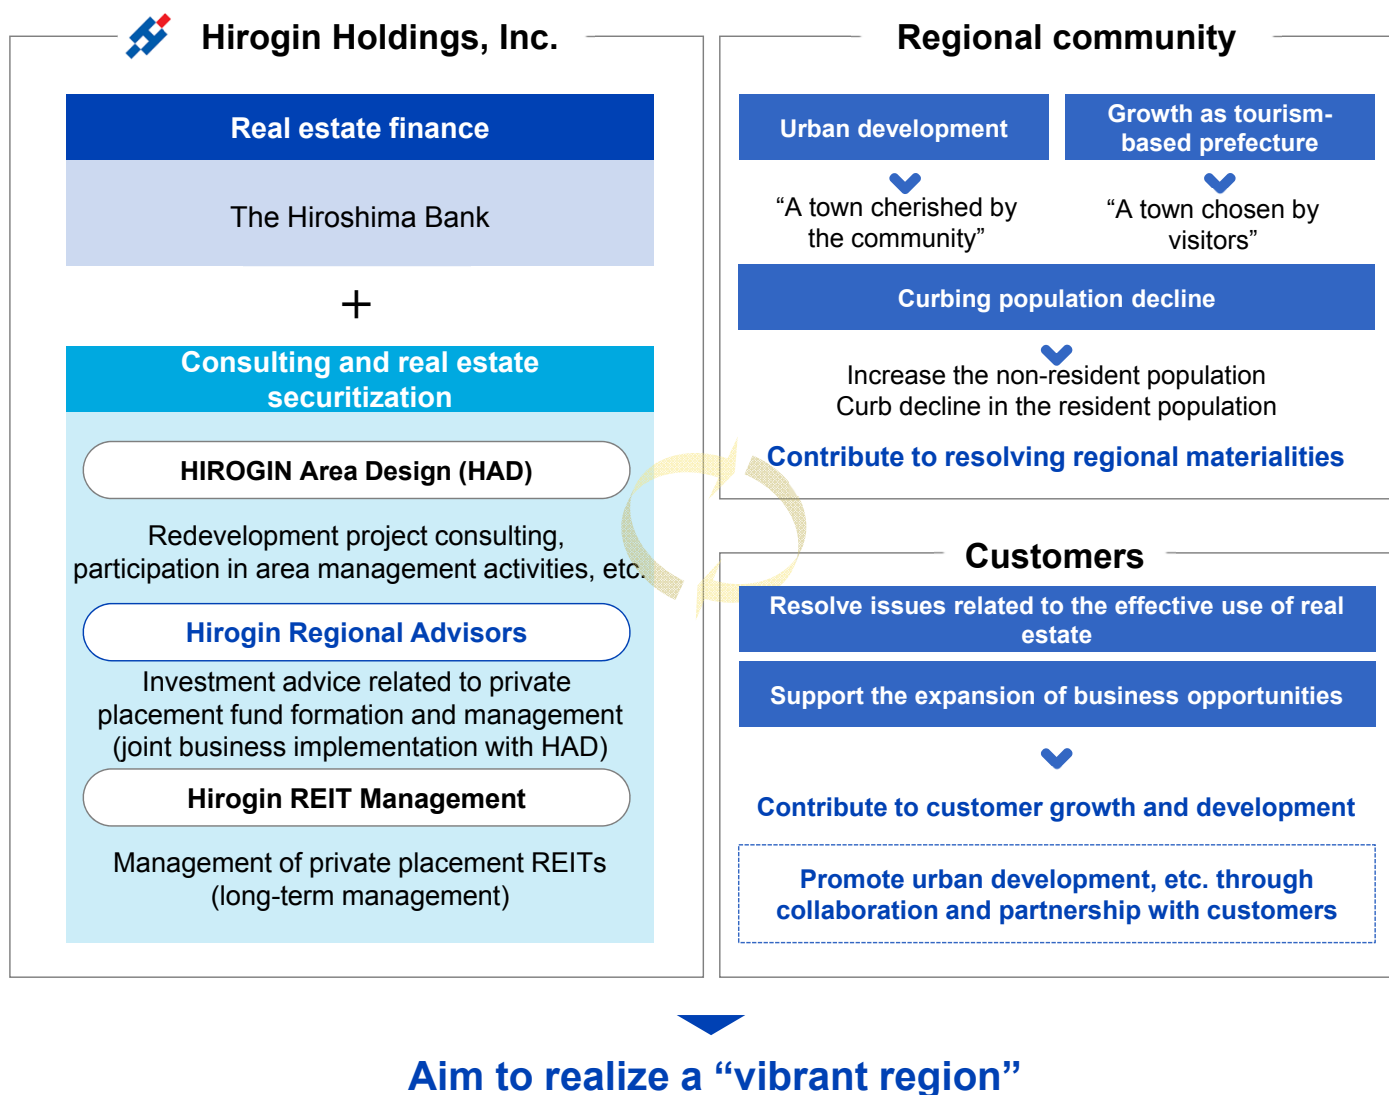 Hirogin Holdings, Inc.
Real estate finance
The Hiroshima Bank
+
Consulting and real estate
securitization
HIROGIN Area Design (HAD)
Redevelopment project consulting,
participation in area management activities, etc.
Hirogin Regional Advisors
Investment advice related to private
placement fund formation and management
(joint business implementation with HAD)
Hirogin REIT Management
Management of private placement REITs
(long-term management)
Regional community
Urban development
Growth as tourism-
based prefecture
“A town cherished by
the community”
“A town chosen by
visitors”
Curbing population decline
Increase the non-resident population
Curb decline in the resident population
Contribute to resolving regional materialities
Customers
Resolve issues related to the effective use of real
estate
Support the expansion of business opportunities
Contribute to customer growth and development
Promote urban development, etc. through
collaboration and partnership with customers
Aim to realize a “vibrant region”